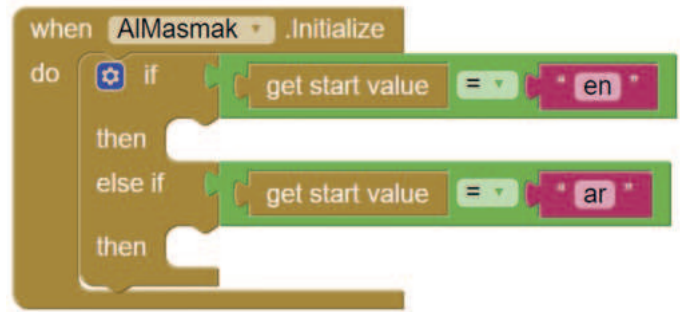 when AlMasmak .Initialize
do if get start value = " en "
then
else if get start value = " ar "
then